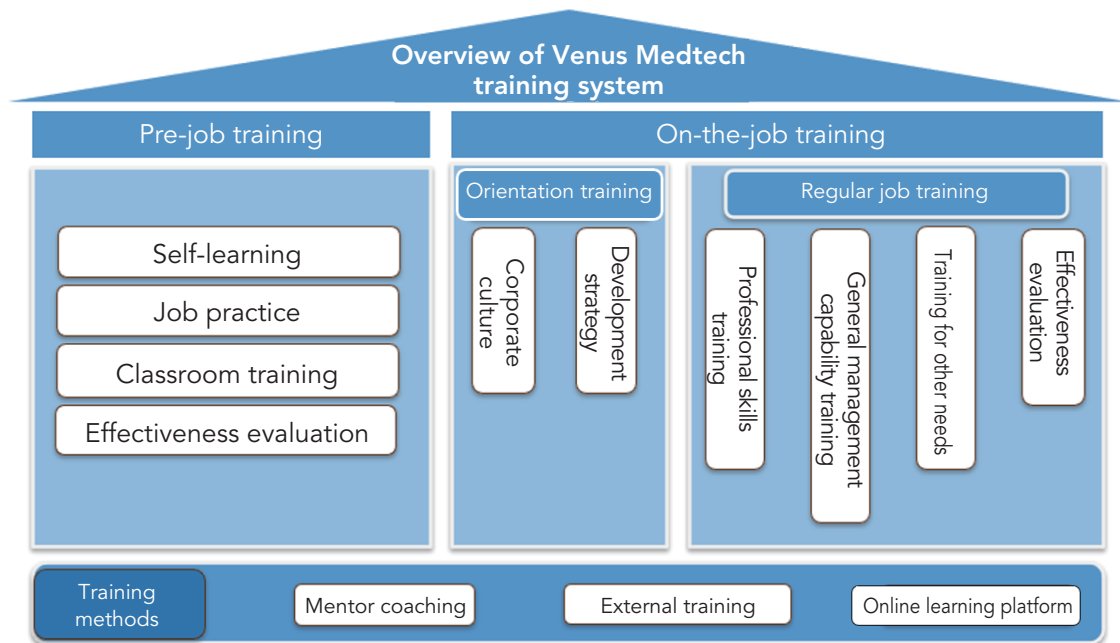 Overview of Venus Medtech
training system
Pre-job training
On-the-job training
Self-learning
Job practice
Classroom training
Effectiveness evaluation
Orientation training
Corporate
culture
Development
strategy
Regular job training
Professional skills
training
General management
capability training
Training for other needs
Effectiveness
evaluation
Training
methods
Mentor coaching
External training
Online learning platform